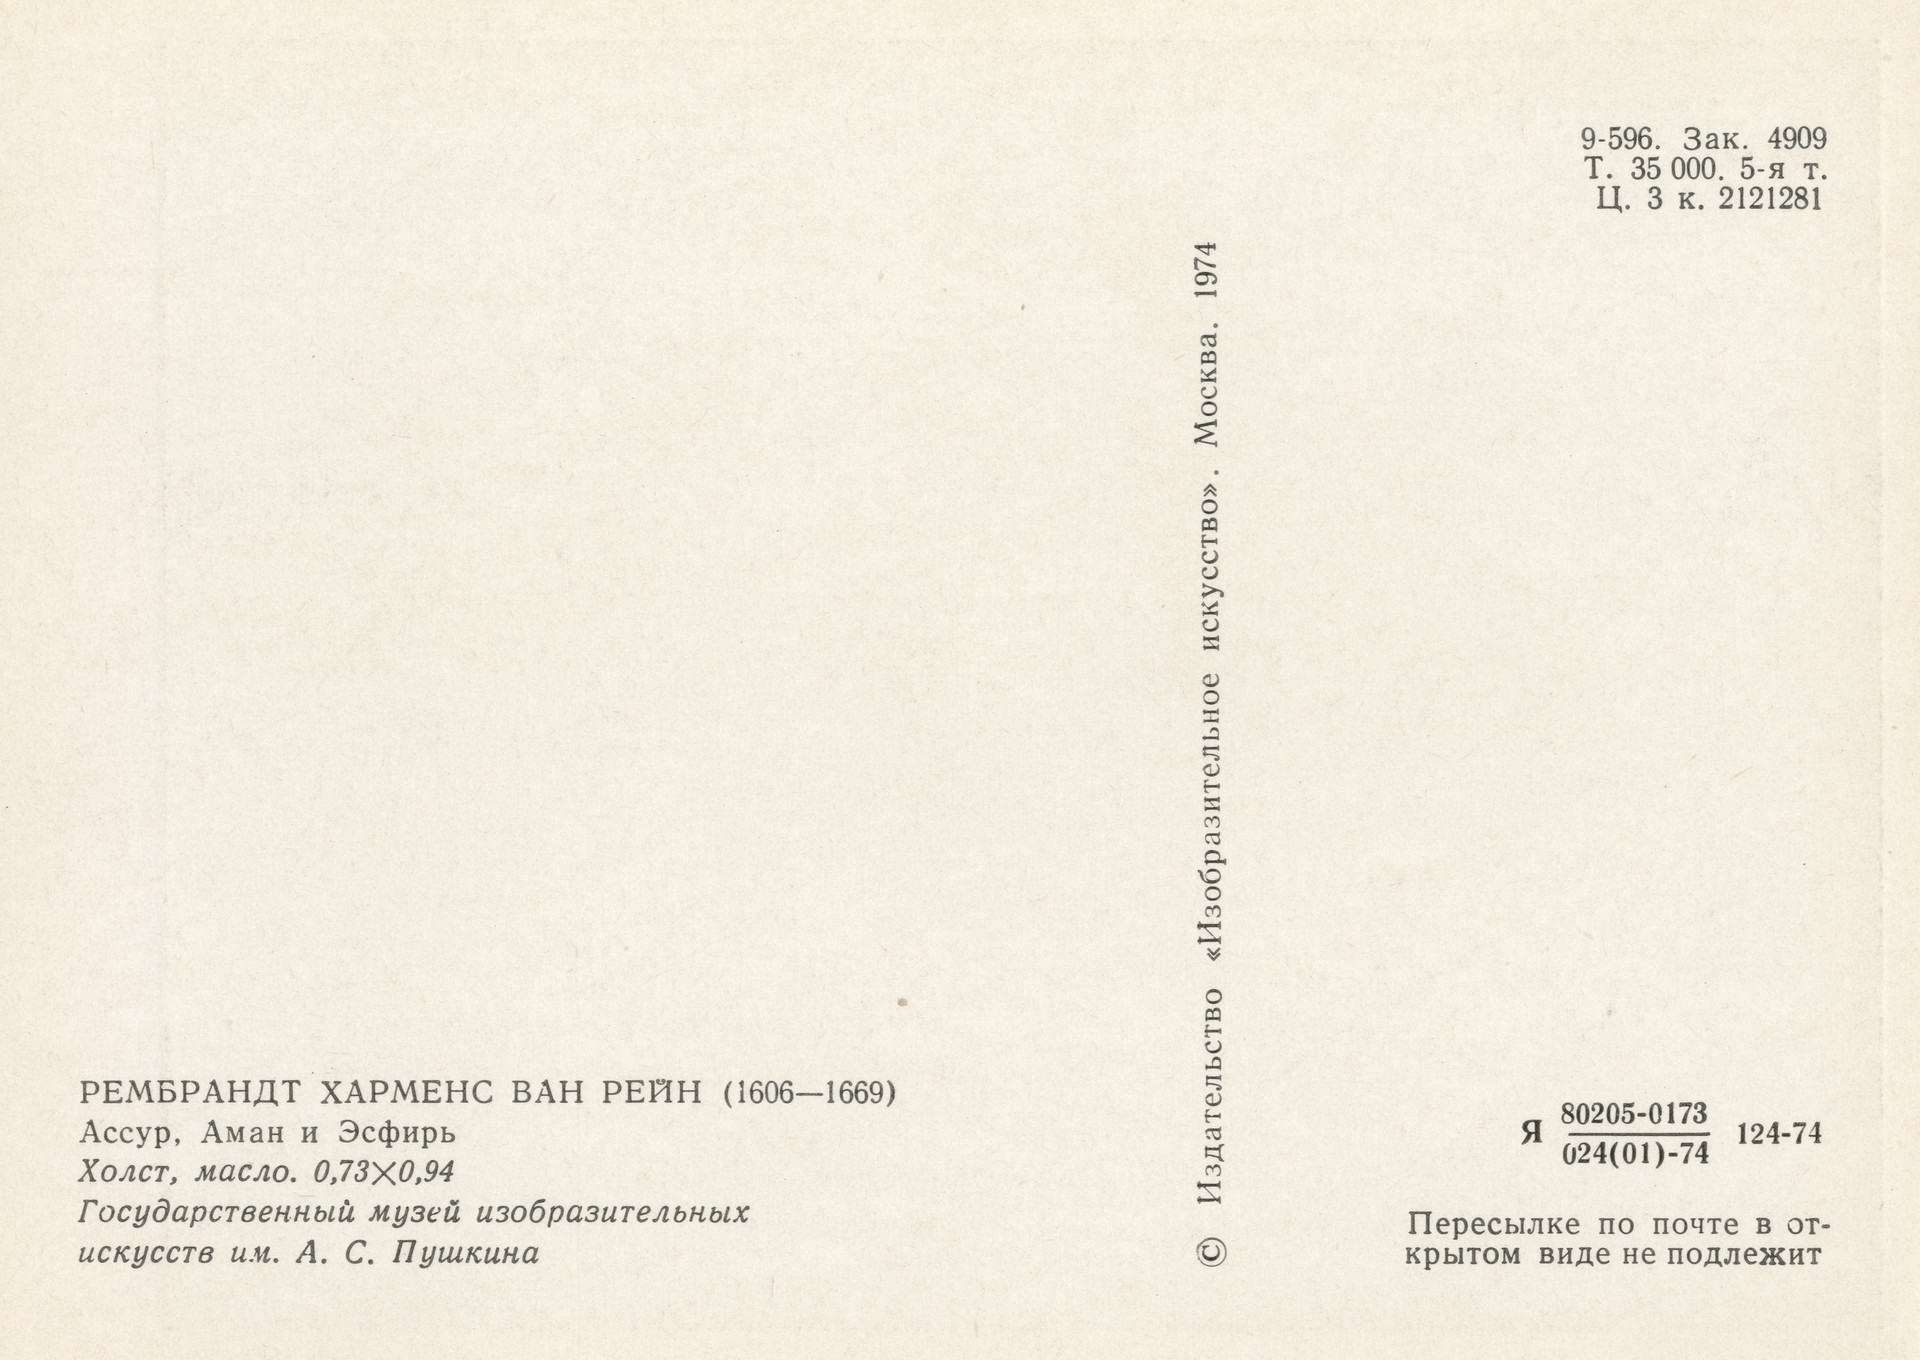 9-596. Зак. 4909
Т. 35 000. 5-я т.
Ц. 3 к. 2121281
© Издательство «Изобразительное искусство». Москва. 1974
РЕМБРАНДТ ХАРМЕНС ВАН РЕЙН (1606—1669)
Ассур, Аман и Эсфирь
Холст, масло. 0,73×0,94
Государственный музей изобразительных
искусств им. А. С. Пушкина
Я 80205-0173 124-74
024(01)-74
Пересылке по почте в от-
крытом виде не подлежит